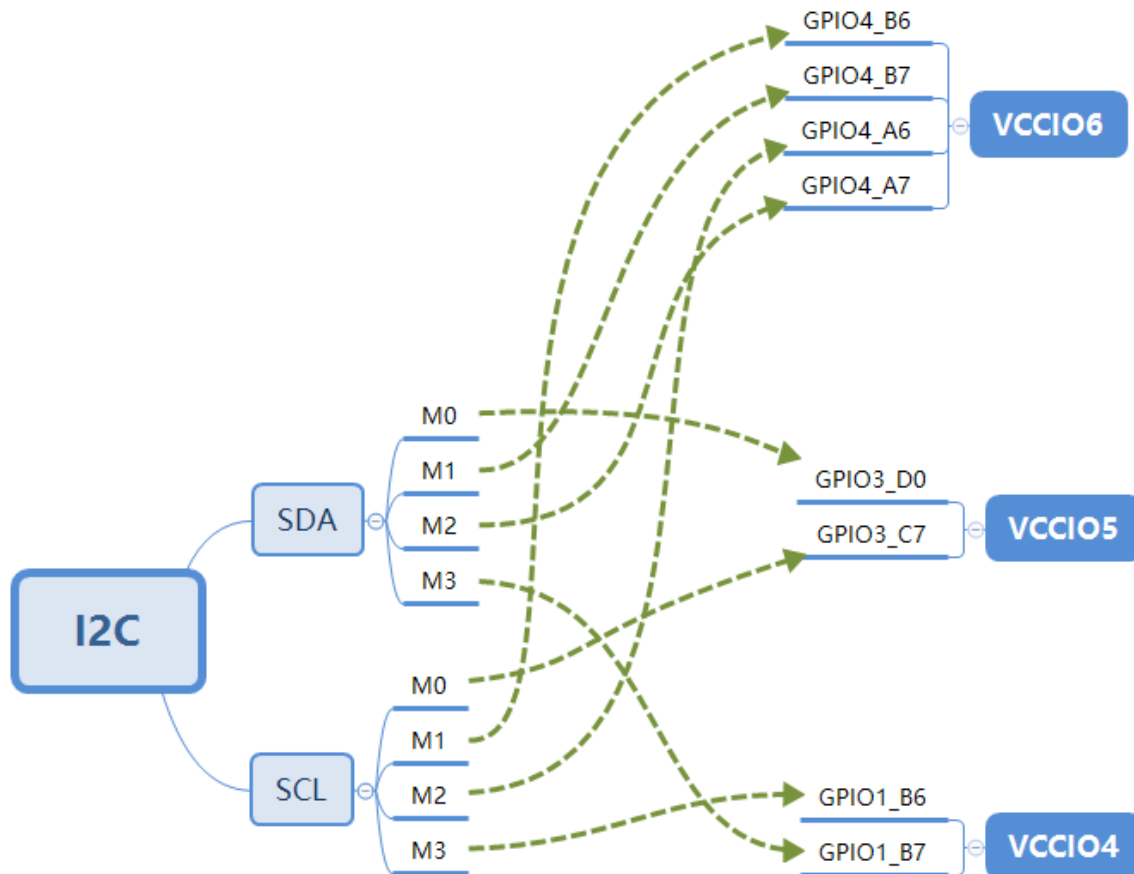 GPIO4_B6
GPIO4_B7
GPIO4_A6
GPIO4_A7
VCCIO6
M0
M1
M2
M3
SDA
GPIO3_D0
GPIO3_C7
VCCIO5
I2C
M0
M1
M2
M3
SCL
GPIO1_B6
GPIO1_B7
VCCIO4